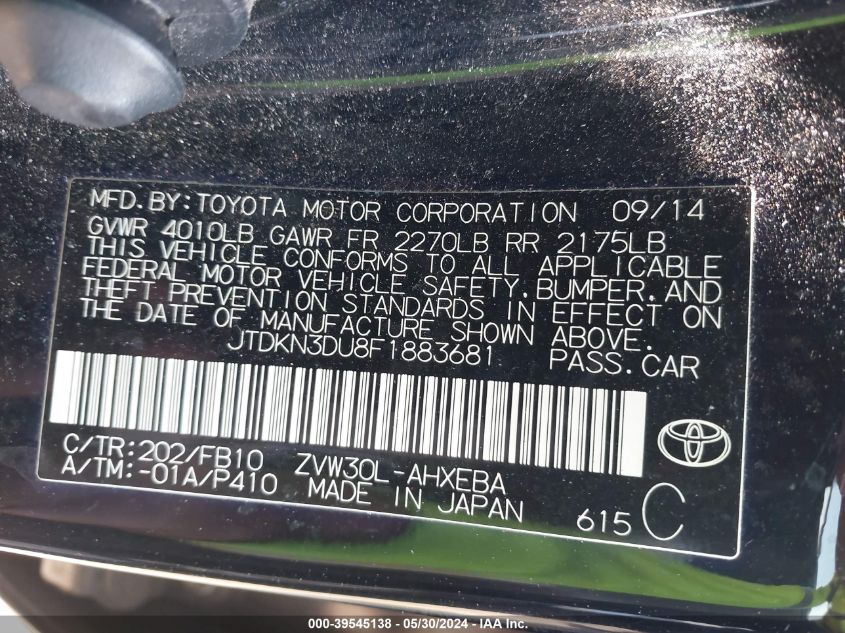 MFD.BY:TOYOTA MOTOR CORPORATION 09/14
GVWR 4010LB GAWR FR 2270LB RR 2175LB
THIS VEHICLE CONFORMS TO ALL APPLICABLE
FEDERAL MOTOR VEHICLE SAFETY,BUMPER,AND
THEFT PREVENTION STANDARDS IN EFFECT ON
THE DATE OF MANUFACTURE SHOWN ABOVE.
JTDKN3DU8F1883681 PASS.CAR
C/TR:202/FB10 ZVW30L-AHXEBA
A/TM:-01A/P410 MADE IN JAPAN 615 C
000-39545138 - 05/30/2024 - IAA Inc.